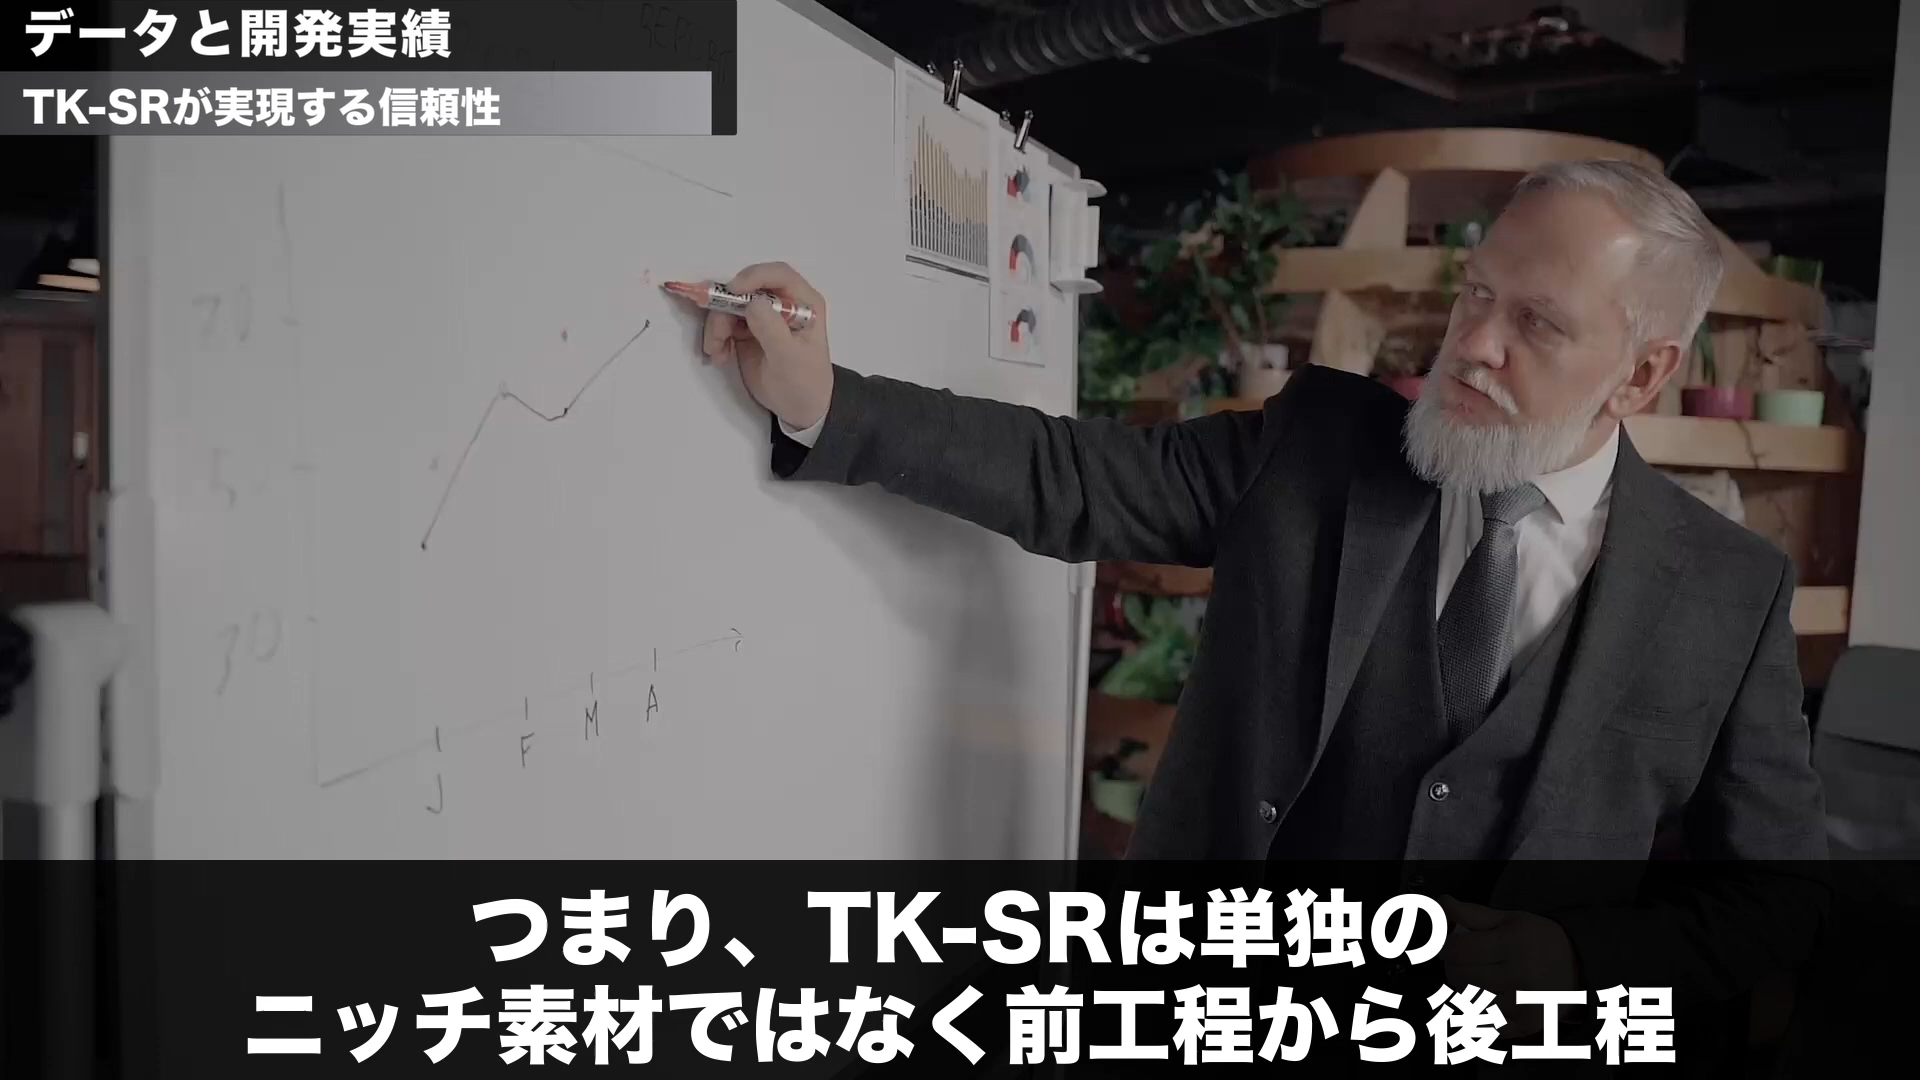 データと開発実績
TK-SRが実現する信頼性
REPORT
20
30
J
F
M
A
つまり、TK-SRは単独の
ニッチ素材ではなく前工程から後工程